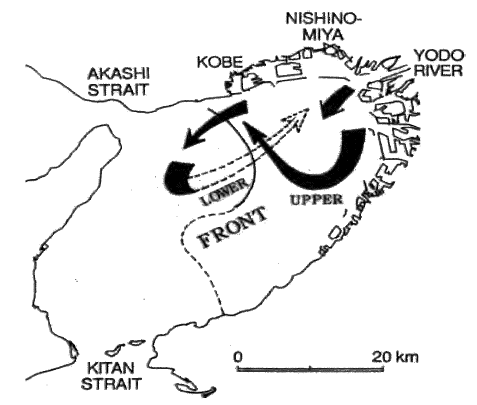 NISHINO-
MIYA
KOBE
YODO
RIVER
AKASHI
STRAIT
LOWER
UPPER
FRONT
0 20 km
KITAN
STRAIT